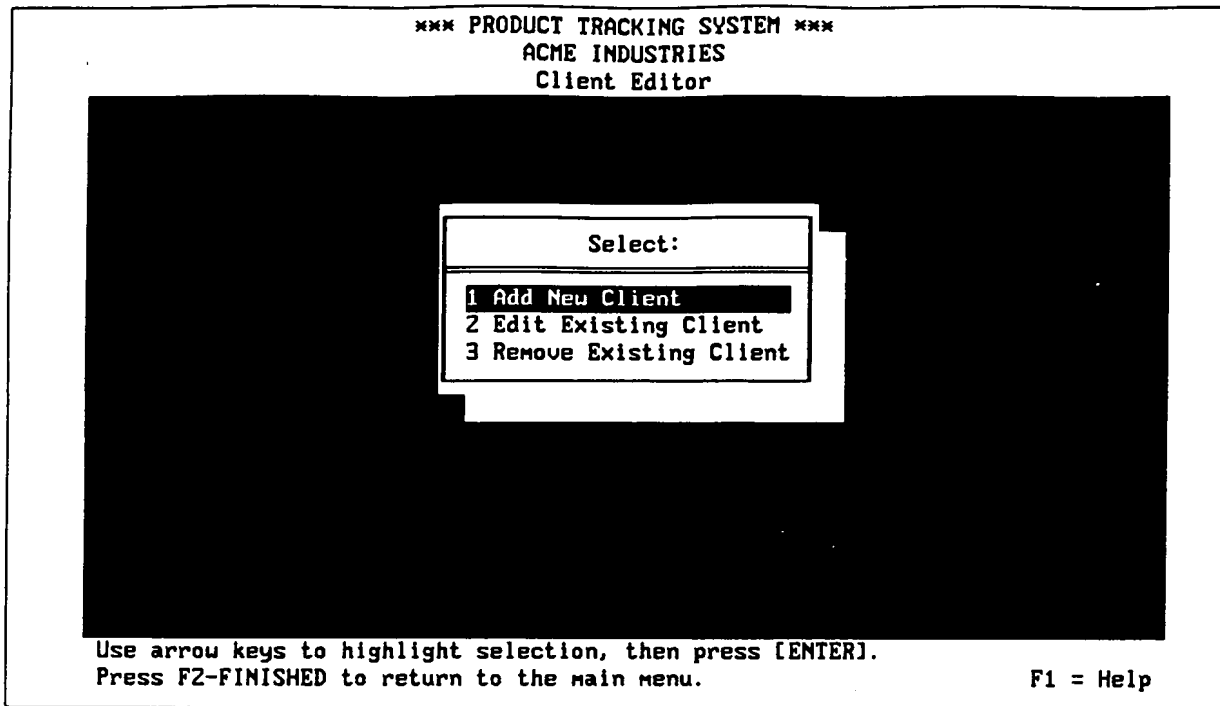 *** PRODUCT TRACKING SYSTEM ***
ACME INDUSTRIES
Client Editor
Select:
1 Add New Client
2 Edit Existing Client
3 Remove Existing Client
Use arrow keys to highlight selection, then press [ENTER].
Press F2-FINISHED to return to the main menu.
F1 = Help